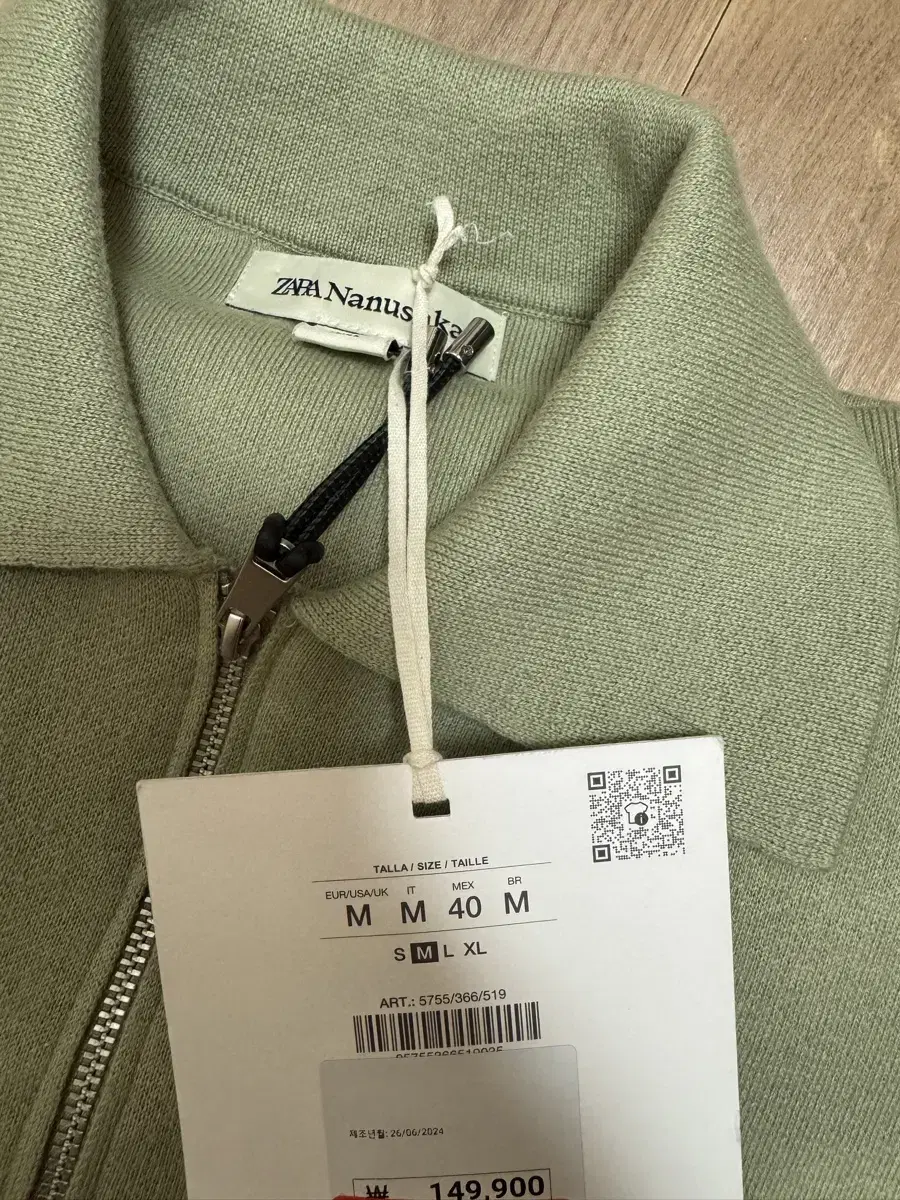 ZARA Nanushka
TALLA / SIZE / TAILLE
EUR/USA/UK IT MEX BR
M M 40 M
S M L XL
ART.: 5755/366/519
제조년월: 26/06/2024
₩ 149,900